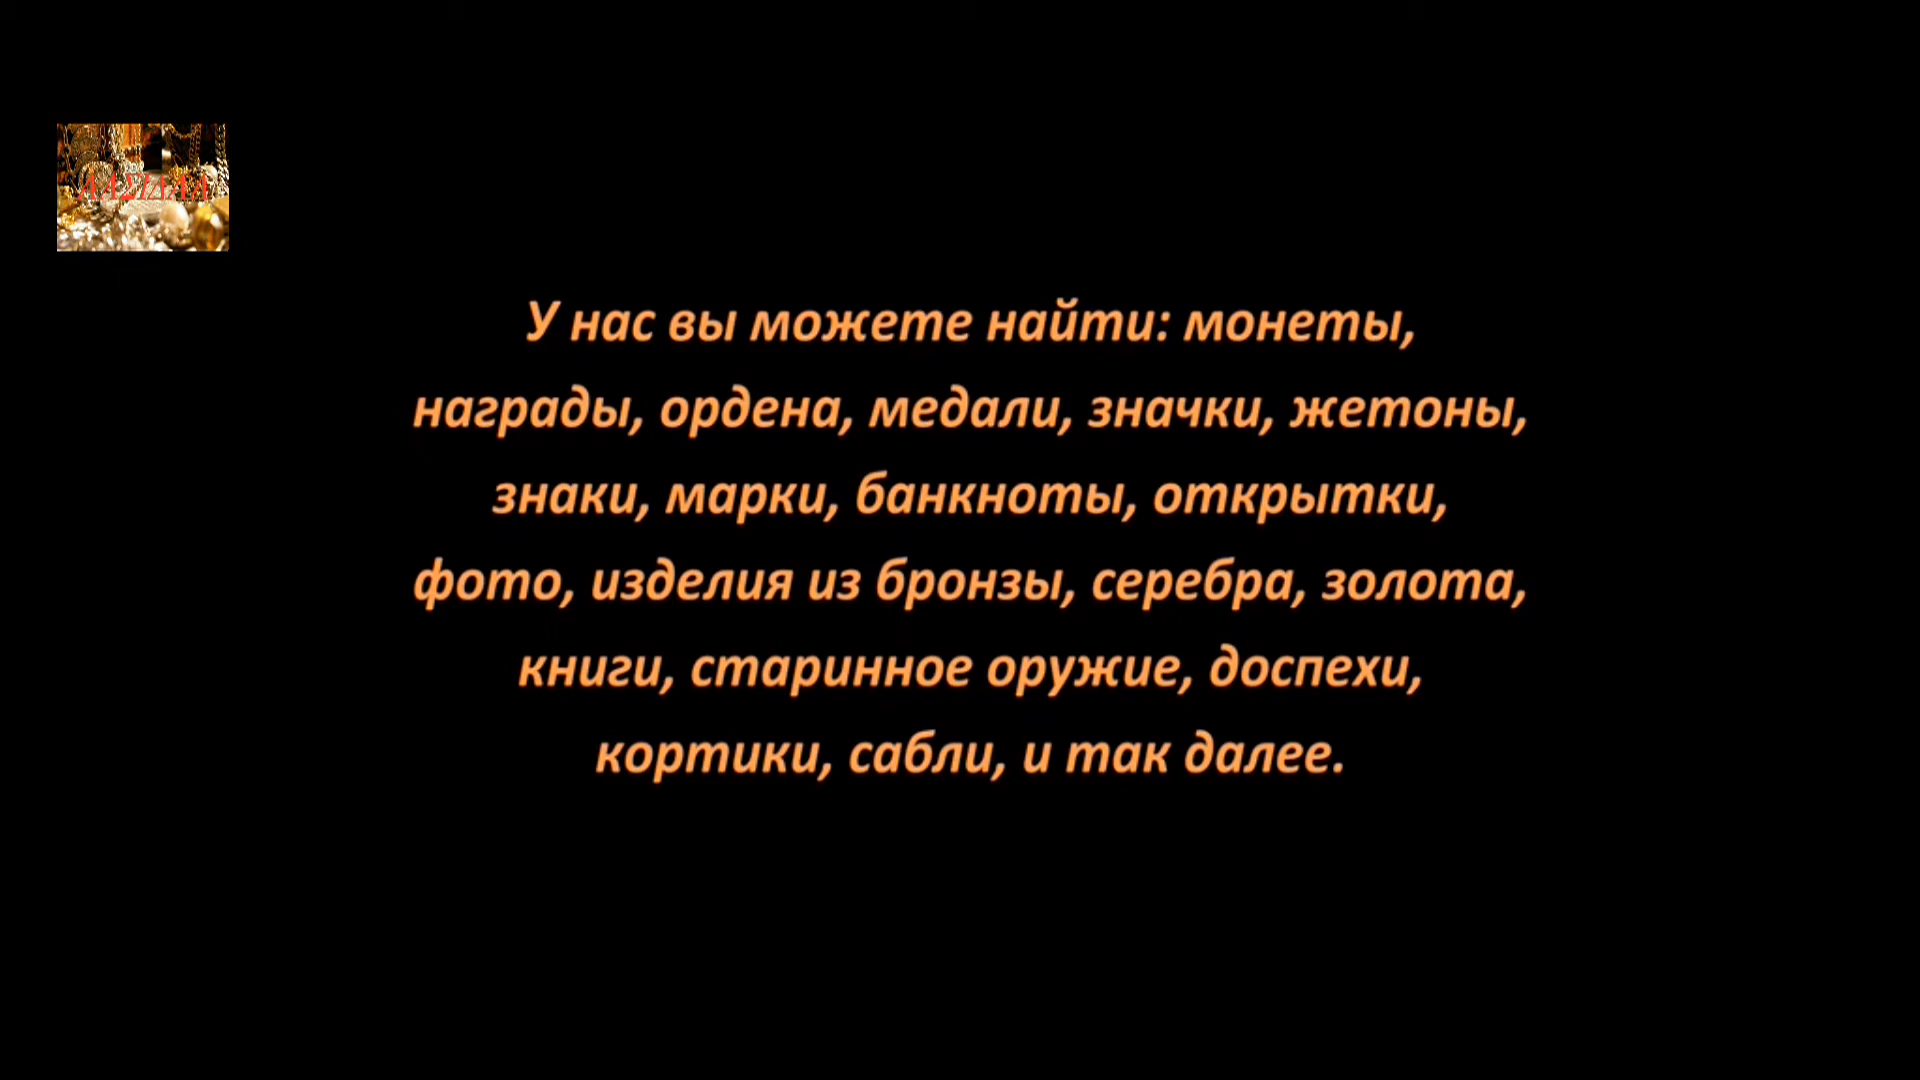 У нас вы можете найти: монеты,
награды, ордена, медали, значки, жетоны,
знаки, марки, банкноты, открытки,
фото, изделия из бронзы, серебра, золота,
книги, старинное оружие, доспехи,
кортики, сабли, и так далее.